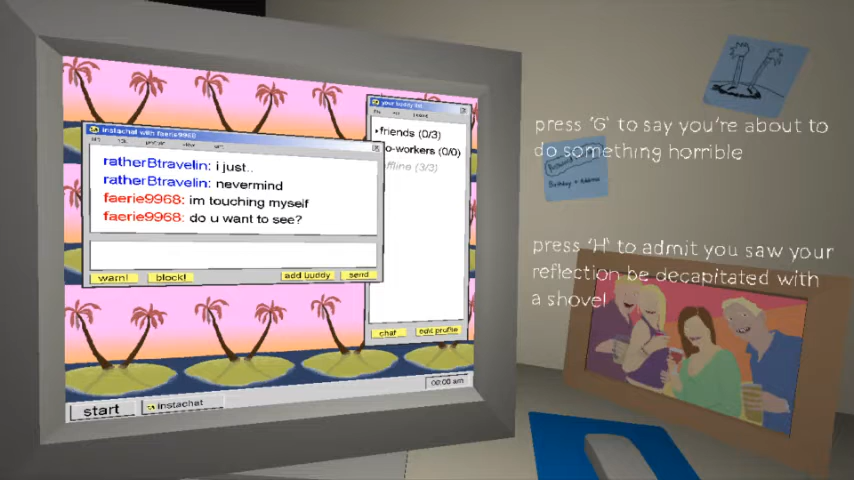 instachat with faerie9968
ratherBtravelin: i just..
ratherBtravelin: nevermind
faerie9968: im touching myself
faerie9968: do u want to see?
warn!
block!
add buddy
send
your buddy list
friends (0/3)
o-workers (0/0)
ffline (3/3)
chat
edit profile
start
instachat
00:00 am
press 'G' to say you're about to
do something horrible
Birthday = Address
press 'H' to admit you saw your
reflection be decapitated with
a shovel